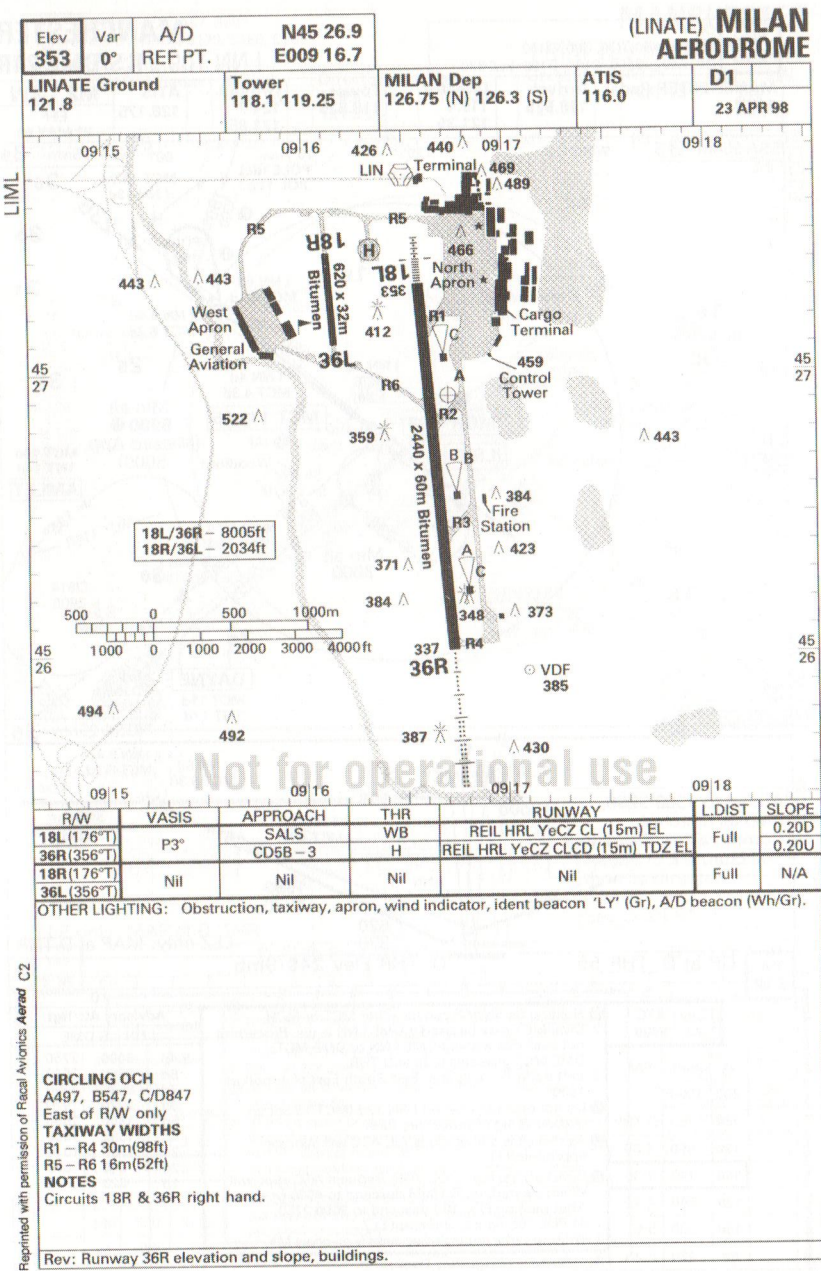 Elev Var A/D N45 26.9
353 0° REF PT. E009 16.7
(LINATE) MILAN
AERODROME
LINATE Ground
121.8
Tower
118.1 119.25
MILAN Dep
126.75 (N) 126.3 (S)
ATIS
116.0
D1
23 APR 98
LIML
09|15 09|16 09|17 09|18
426
440
LIN
Terminal
469
489
R5
R5
18R
H
18L
353
466
North
Apron
443
443
620 x 32m
Bitumen
412
R1
C
West
Apron
General
Aviation
36L
Cargo
Terminal
45
27
45
27
459
Control
Tower
A
R6
R2
522
359
443
2440 x 60m Bitumen
B
B
384
Fire
Station
R3
18L/36R – 8005ft
18R/36L – 2034ft
371
A
C
423
384
348
373
500 0 500 1000m
1000 0 1000 2000 3000 4000ft
337
R4
36R
45
26
45
26
VDF
385
494
492
387
430
Not for operational use
09|15 09|16 09|17 09|18
R/W VASIS APPROACH THR RUNWAY L.DIST SLOPE
18L (176°T) P3° SALS WB REIL HRL YeCZ CL (15m) EL Full 0.20D
36R (356°T) CD5B – 3 H REIL HRL YeCZ CLCD (15m) TDZ EL 0.20U
18R (176°T) Nil Nil Nil Nil Full N/A
36L (356°T)
OTHER LIGHTING: Obstruction, taxiway, apron, wind indicator, ident beacon 'LY' (Gr), A/D beacon (Wh/Gr).
CIRCLING OCH
A497, B547, C/D847
East of R/W only
TAXIWAY WIDTHS
R1 – R4 30m(98ft)
R5 – R6 16m(52ft)
NOTES
Circuits 18R & 36R right hand.
Rev: Runway 36R elevation and slope, buildings.
Reprinted with permission of Racal Avionics Aerad C2